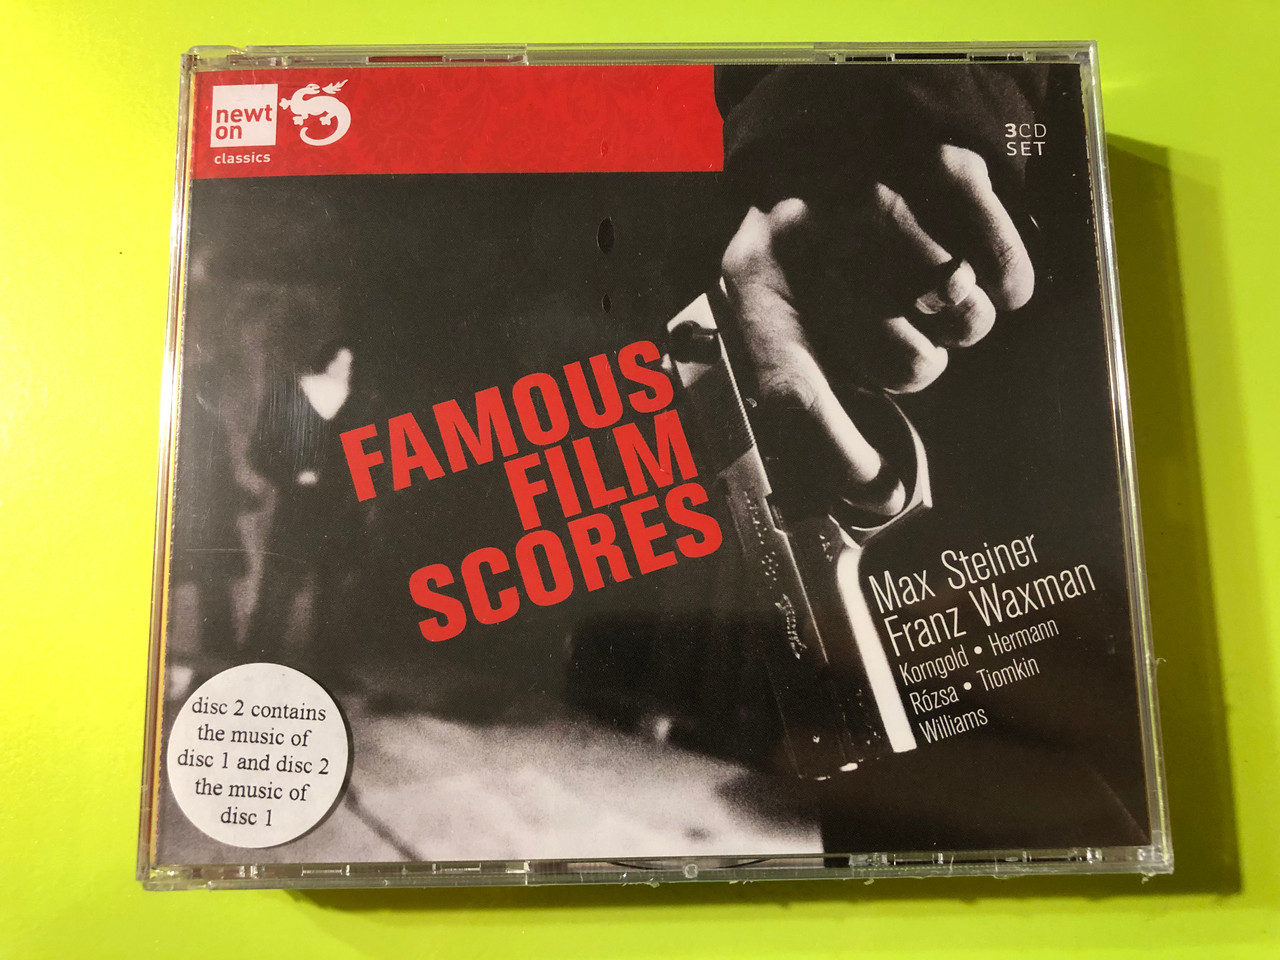 newt
on
classics
3CD
SET
FAMOUS
FILM
SCORES
Max Steiner
Franz Waxman
Korngold • Hermann
Rózsa • Tiomkin
Williams
disc 2 contains
the music of
disc 1 and disc 2
the music of
disc 1